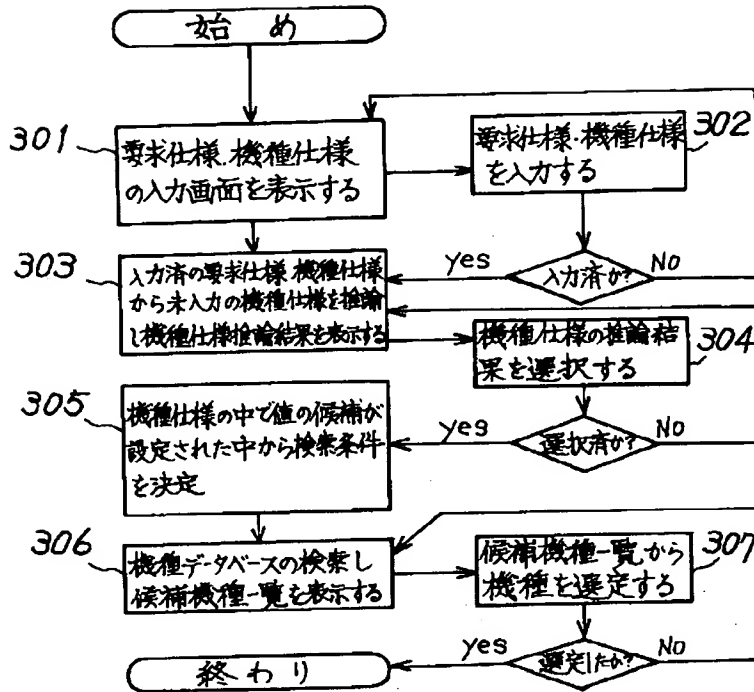 始め
301
要求仕様.機種仕様
の入力画面を表示する
302
要求仕様.機種仕様
を入力する
入力済か?
yes
No
303
入力済の要求仕様.機種仕様
から未入力の機種仕様を推論
し機種仕様推論結果を表示する
304
機種仕様の推論結
果を選択する
選択済か?
yes
No
305
機種仕様の中で値の候補が
設定された中から検索条件
を決定
306
機種データベースの検索し
候補機種一覧を表示する
307
候補機種一覧から
機種を選定する
選定したか?
yes
No
終わり